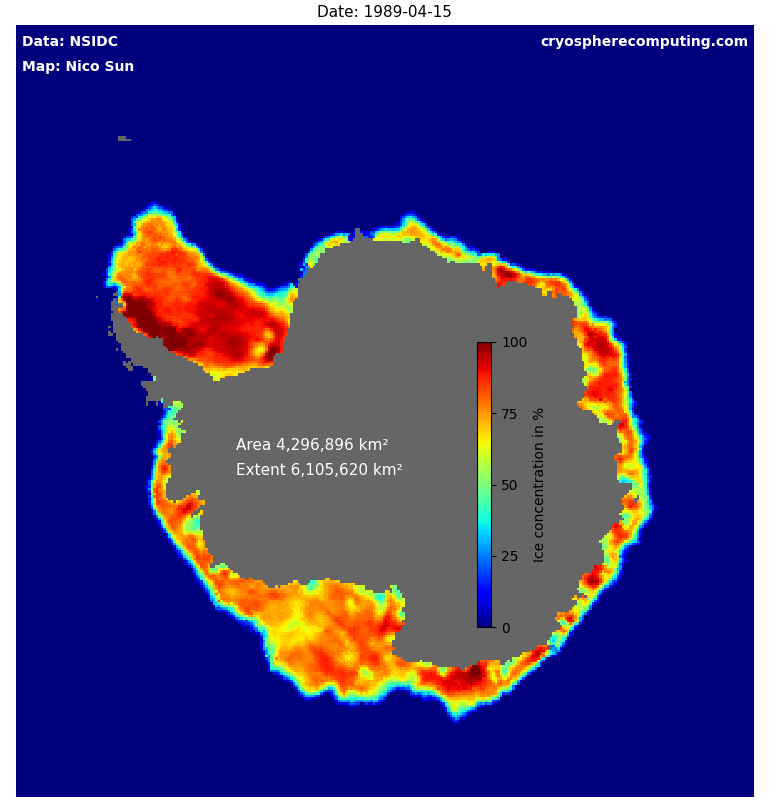 Date: 1989-04-15
Data: NSIDC
cryospherecomputing.com
Map: Nico Sun
100
75
50
25
0
Ice concentration in %
Area 4,296,896 km²
Extent 6,105,620 km²